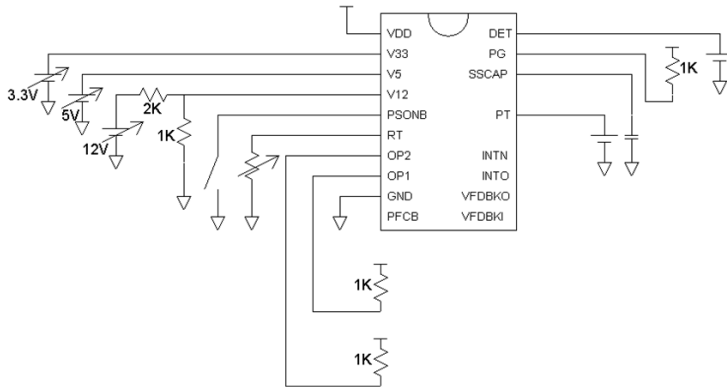 VDD
V33
V5
V12
PSONB
RT
OP2
OP1
GND
PFCB
DET
PG
SSCAP
PT
INTN
INTO
VFDBKO
VFDBKI
3.3V
5V
12V
2K
1K
1K
1K
1K